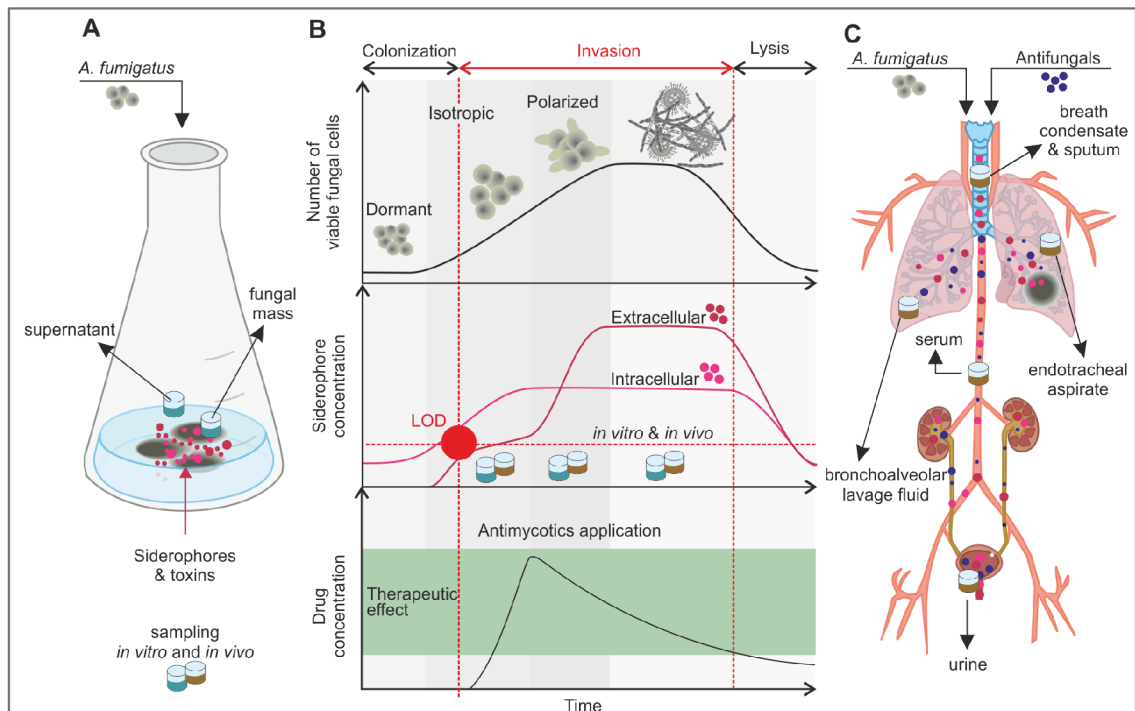 A
A. fumigatus
supernatant
fungal
mass
Siderophores
& toxins
sampling
in vitro and in vivo
B
Colonization
Invasion
Lysis
Number of
viable fungal cells
Dormant
Isotropic
Polarized
Siderophore
concentration
Extracellular
Intracellular
LOD
in vitro & in vivo
Drug
concentration
Antimycotics application
Therapeutic
effect
Time
C
A. fumigatus
Antifungals
breath
condensate
& sputum
serum
endotracheal
aspirate
bronchoalveolar
lavage fluid
urine